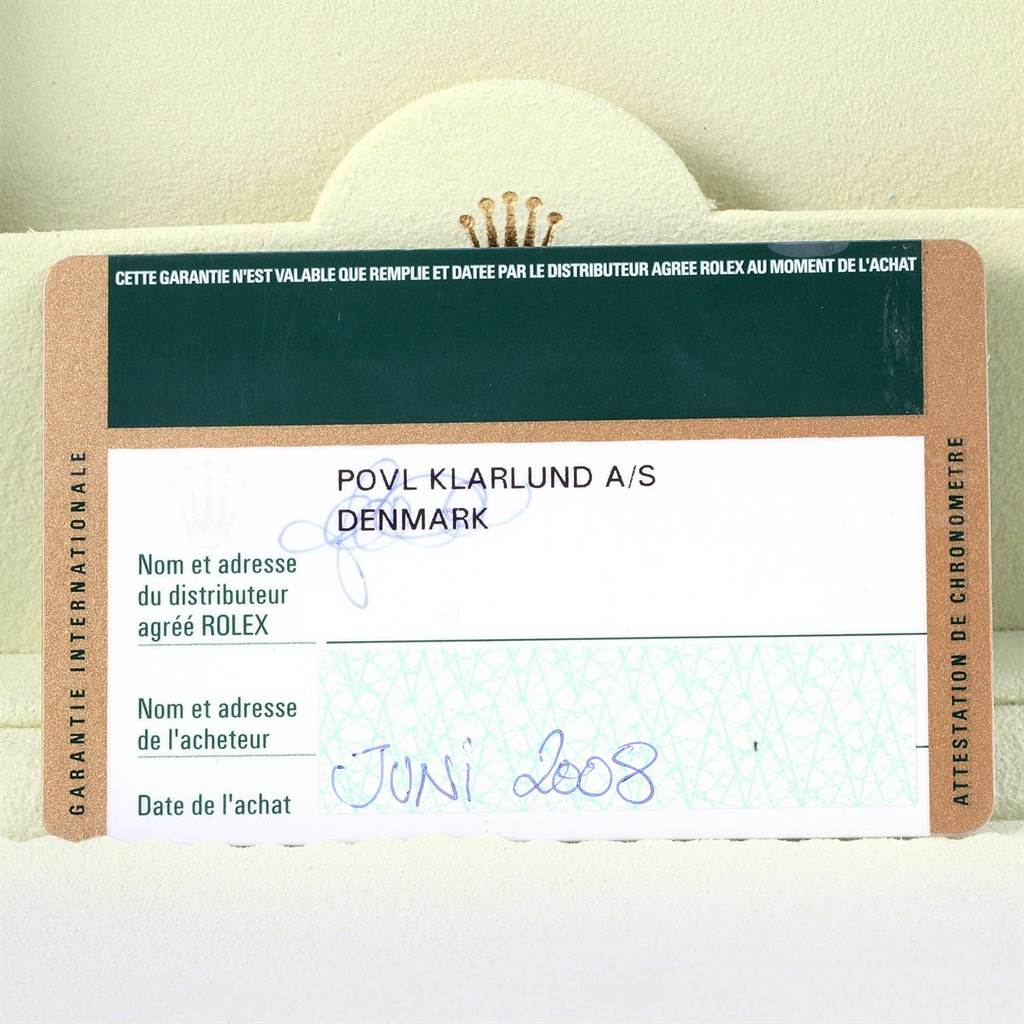 CETTE GARANTIE N'EST VALABLE QUE REMPLIE ET DATEE PAR LE DISTRIBUTEUR AGREE ROLEX AU MOMENT DE L'ACHAT
GARANTIE INTERNATIONALE
POVL KLARLUND A/S
DENMARK
Nom et adresse
du distributeur
agréé ROLEX
Nom et adresse
de l'acheteur
JUNI 2008
Date de l'achat
ATTESTATION DE CHRONOMETRE